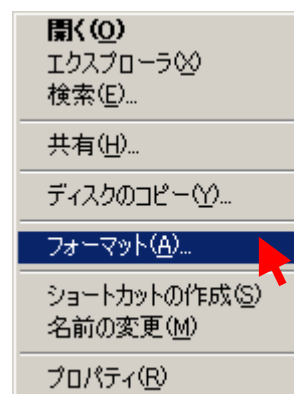 開く(O)
エクスプローラ(X)
検索(E)...
共有(H)...
ディスクのコピー(Y)...
フォーマット(A)...
ショートカットの作成(S)
名前の変更(M)
プロパティ(R)